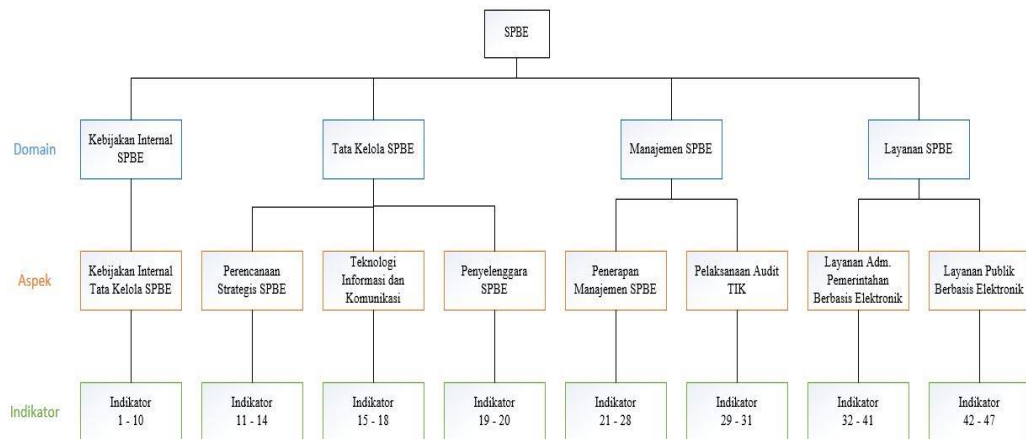 SPBE
Domain
Kebijakan Internal
SPBE
Tata Kelola SPBE
Manajemen SPBE
Layanan SPBE
Aspek
Kebijakan Internal
Tata Kelola SPBE
Perencanaan
Strategis SPBE
Teknologi
Informasi dan
Komunikasi
Penyelenggara
SPBE
Penerapan
Manajemen SPBE
Pelaksanaan Audit
TIK
Layanan Adm.
Pemerintahan
Berbasis Elektronik
Layanan Publik
Berbasis Elektronik
Indikator
Indikator
1 - 10
Indikator
11 - 14
Indikator
15 - 18
Indikator
19 - 20
Indikator
21 - 28
Indikator
29 - 31
Indikator
32 - 41
Indikator
42 - 47